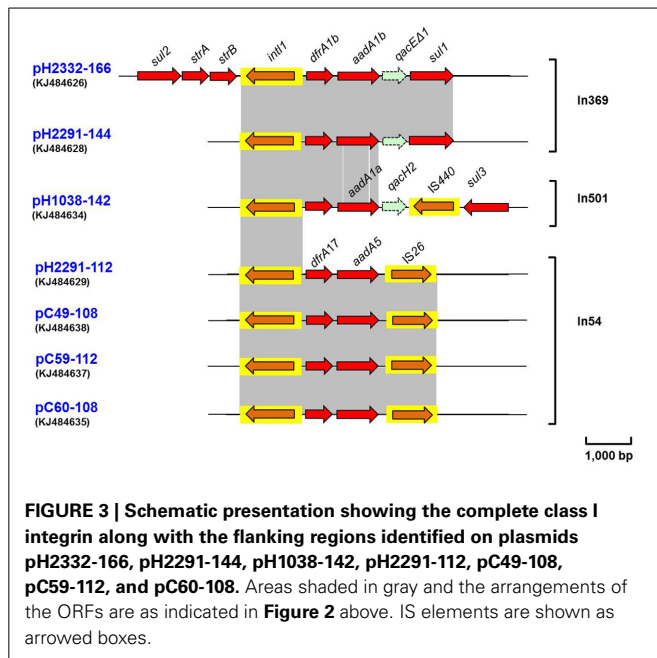 sul2 strA strB intI1 dfrA1b aadA1b qacEΔ1 sul1
pH2332-166
(KJ484626)
In369
pH2291-144
(KJ484628)
aadA1a qacH2 IS440 sul3
pH1038-142
(KJ484634)
In501
dfrA17 aadA5 IS26
pH2291-112
(KJ484629)
pC49-108
(KJ484638)
In54
pC59-112
(KJ484637)
pC60-108
(KJ484635)
1,000 bp
FIGURE 3 | Schematic presentation showing the complete class I
integrin along with the flanking regions identified on plasmids
pH2332-166, pH2291-144, pH1038-142, pH2291-112, pC49-108,
pC59-112, and pC60-108. Areas shaded in gray and the arrangements of
the ORFs are as indicated in Figure 2 above. IS elements are shown as
arrowed boxes.